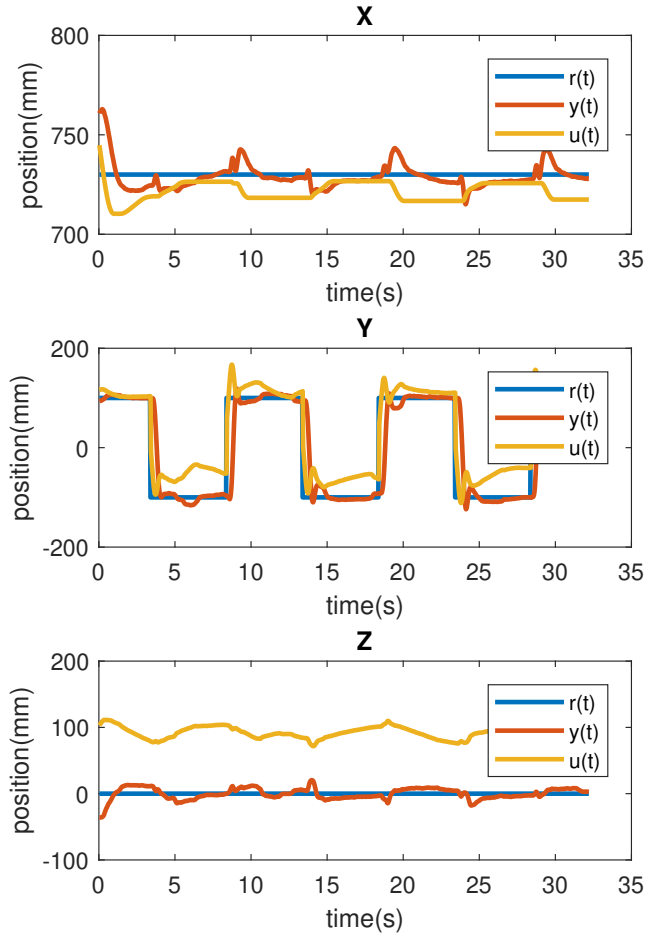 X
800
750
700
position(mm)
r(t)
y(t)
u(t)
0 5 10 15 20 25 30 35
time(s)
Y
200
0
-200
position(mm)
r(t)
y(t)
u(t)
0 5 10 15 20 25 30 35
time(s)
Z
200
100
0
-100
position(mm)
r(t)
y(t)
u(t)
0 5 10 15 20 25 30 35
time(s)